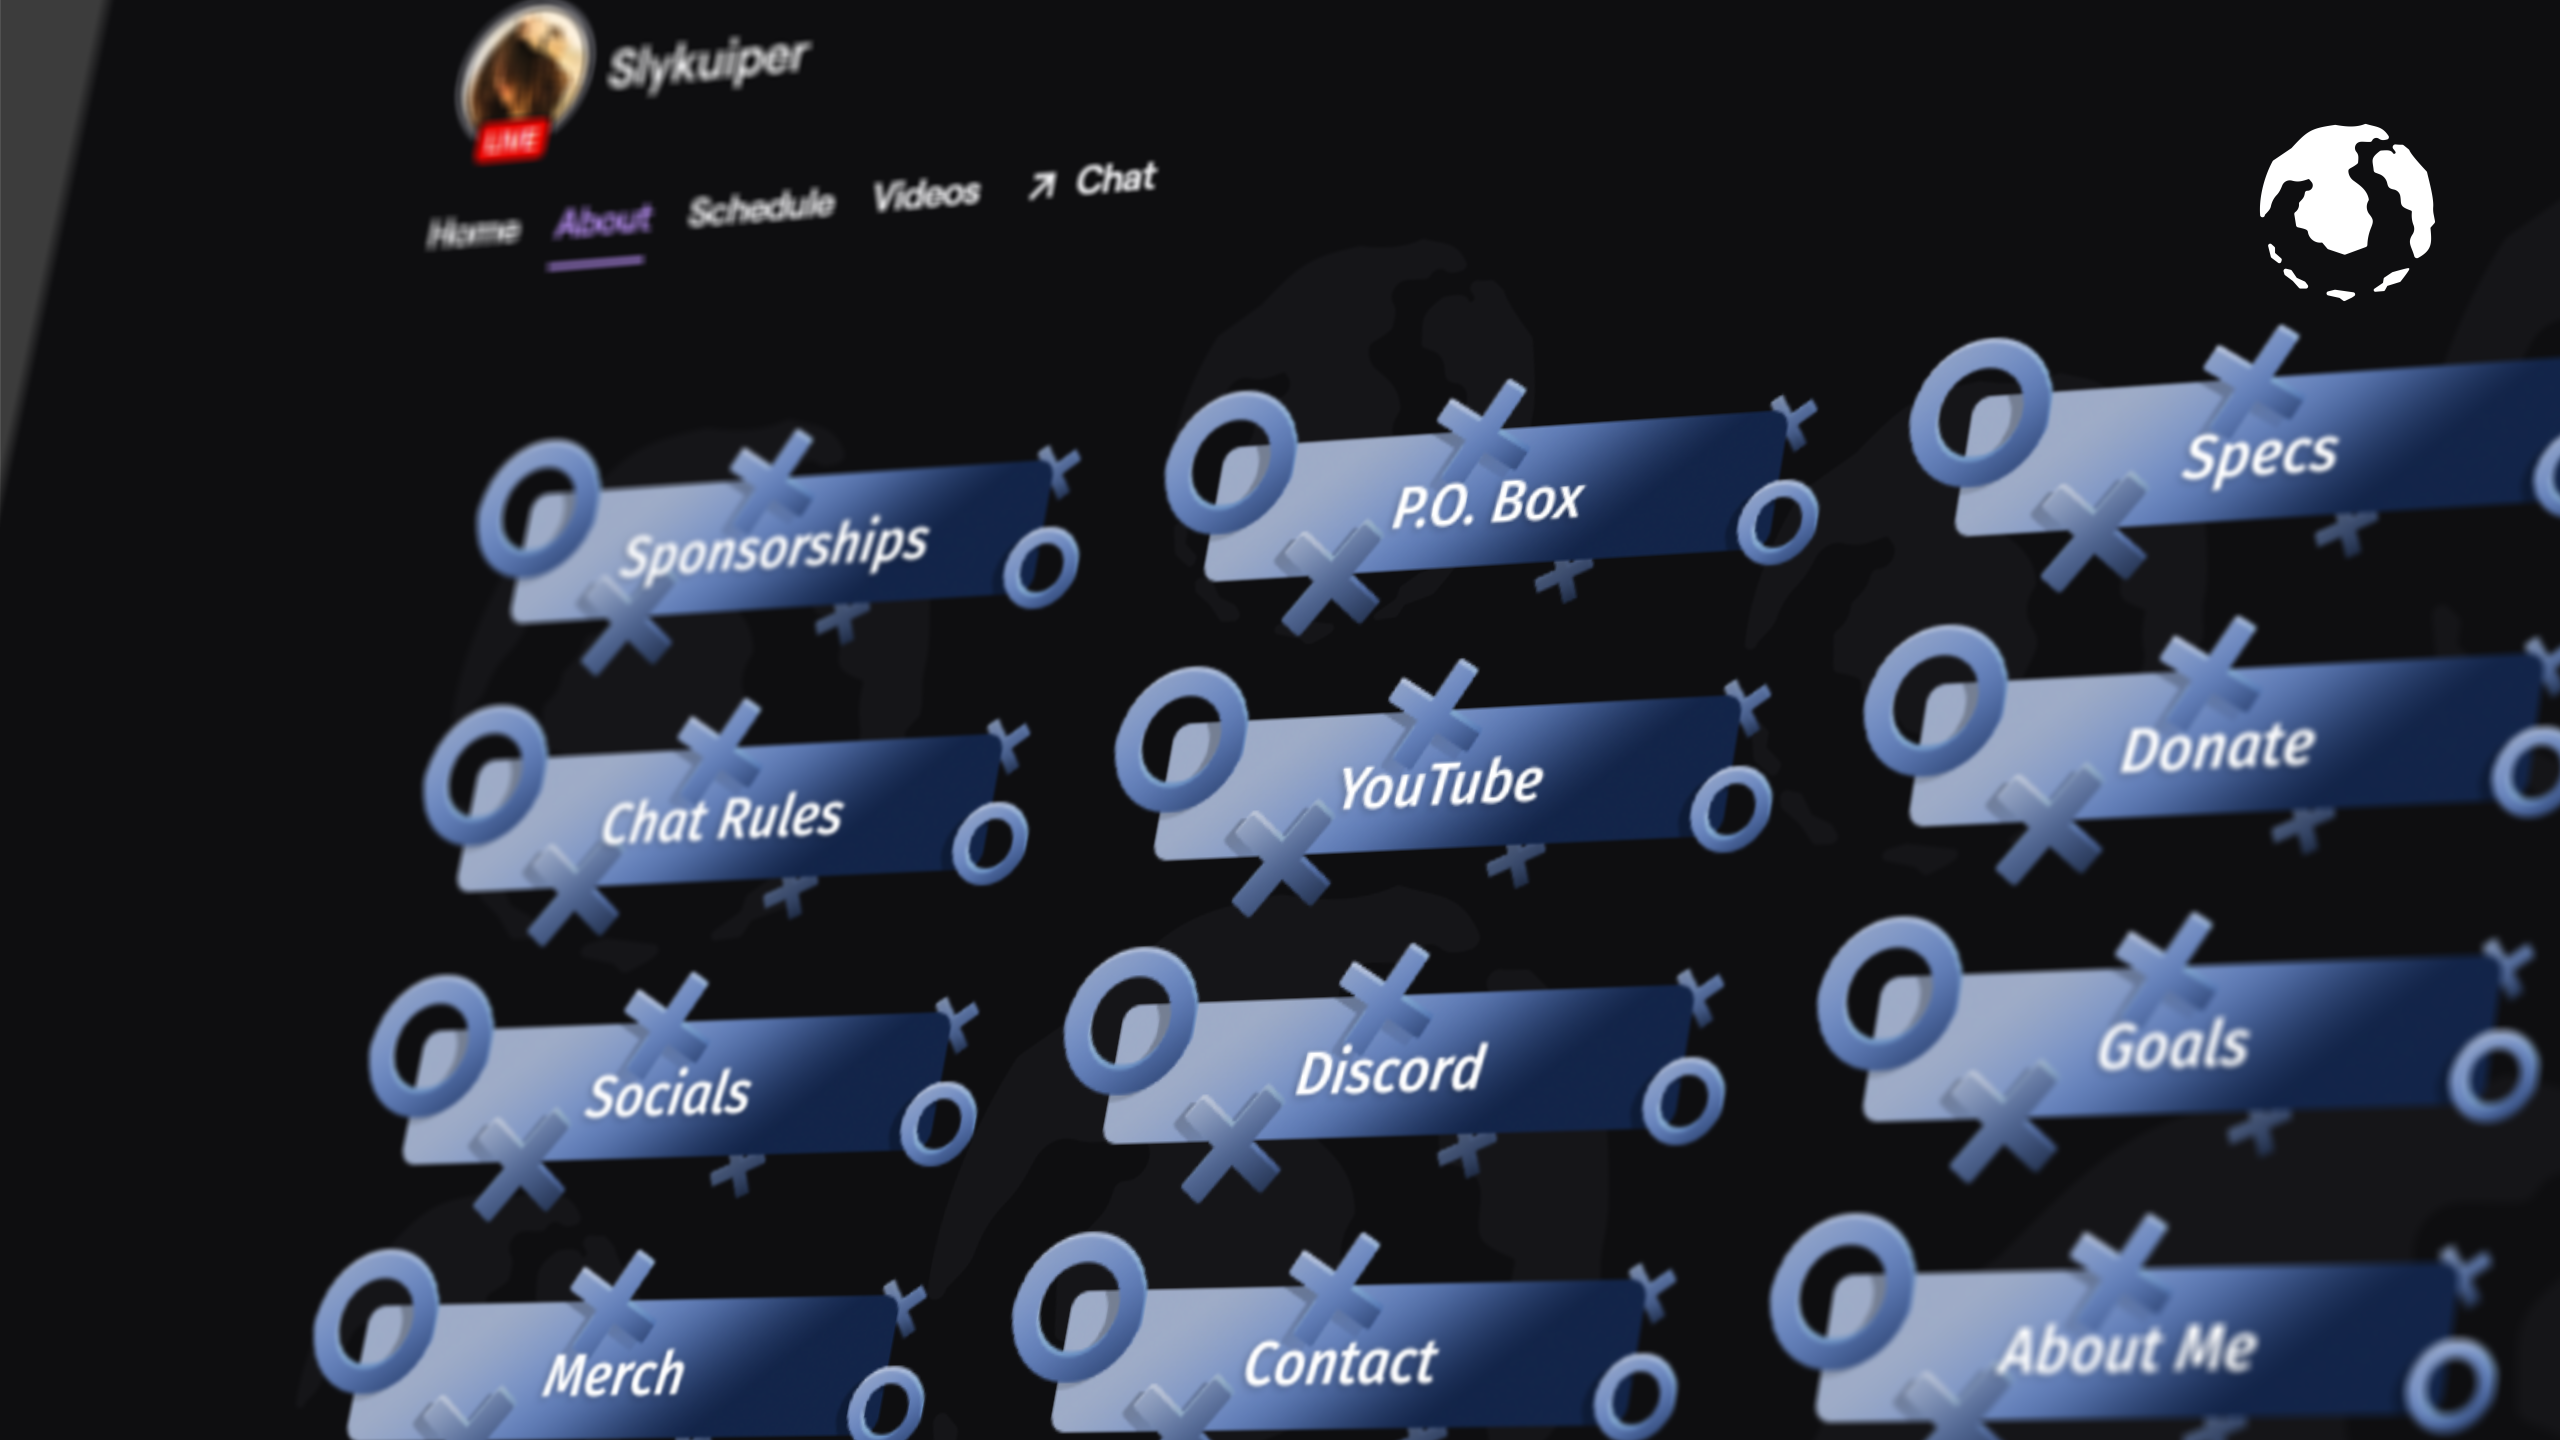 Slykuiper
LIVE
Home About Schedule Videos Chat
Sponsorships P.O. Box Specs
Chat Rules YouTube Donate
Socials Discord Goals
Merch Contact About Me